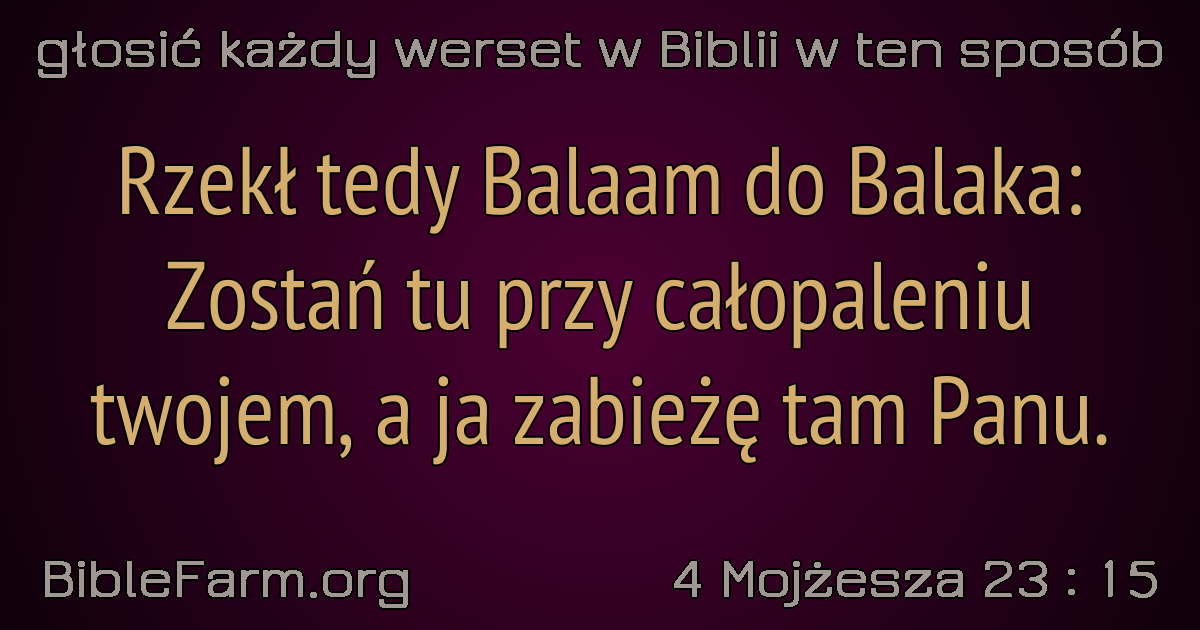 głosić każdy werset w Biblii w ten sposób
Rzekł tedy Balaam do Balaka:
Zostań tu przy całopaleniu
twojem, a ja zabieżę tam Panu.
BibleFarm.org
4 Mojżesza 23 : 15